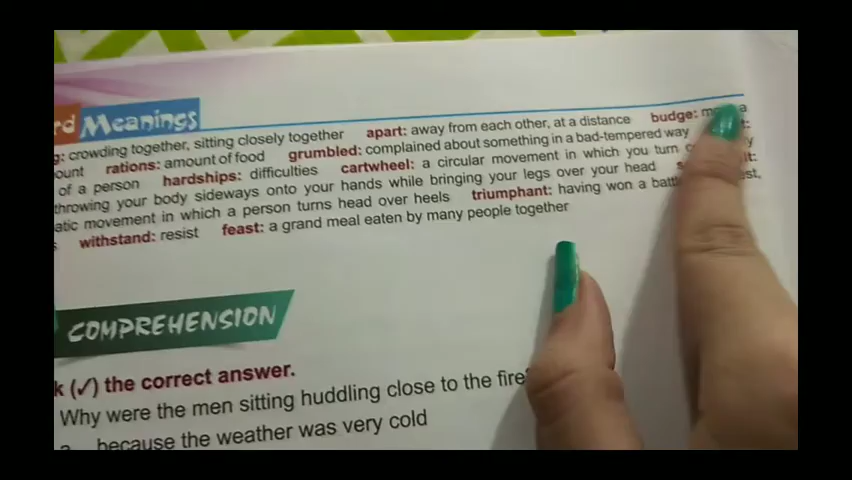 rd Meanings
g: crowding together, sitting closely together apart: away from each other, at a distance budge: a
ount rations: amount of food grumbled: complained about something in a bad-tempered way t:
of a person hardships: difficulties cartwheel: a circular movement in which you turn
throwing your body sideways onto your hands while bringing your legs over your head s lt:
atic movement in which a person turns head over heels triumphant: having won a est,
withstand: resist feast: a grand meal eaten by many people together
COMPREHENSION
k (✓) the correct answer.
Why were the men sitting huddling close to the fire
a. because the weather was very cold